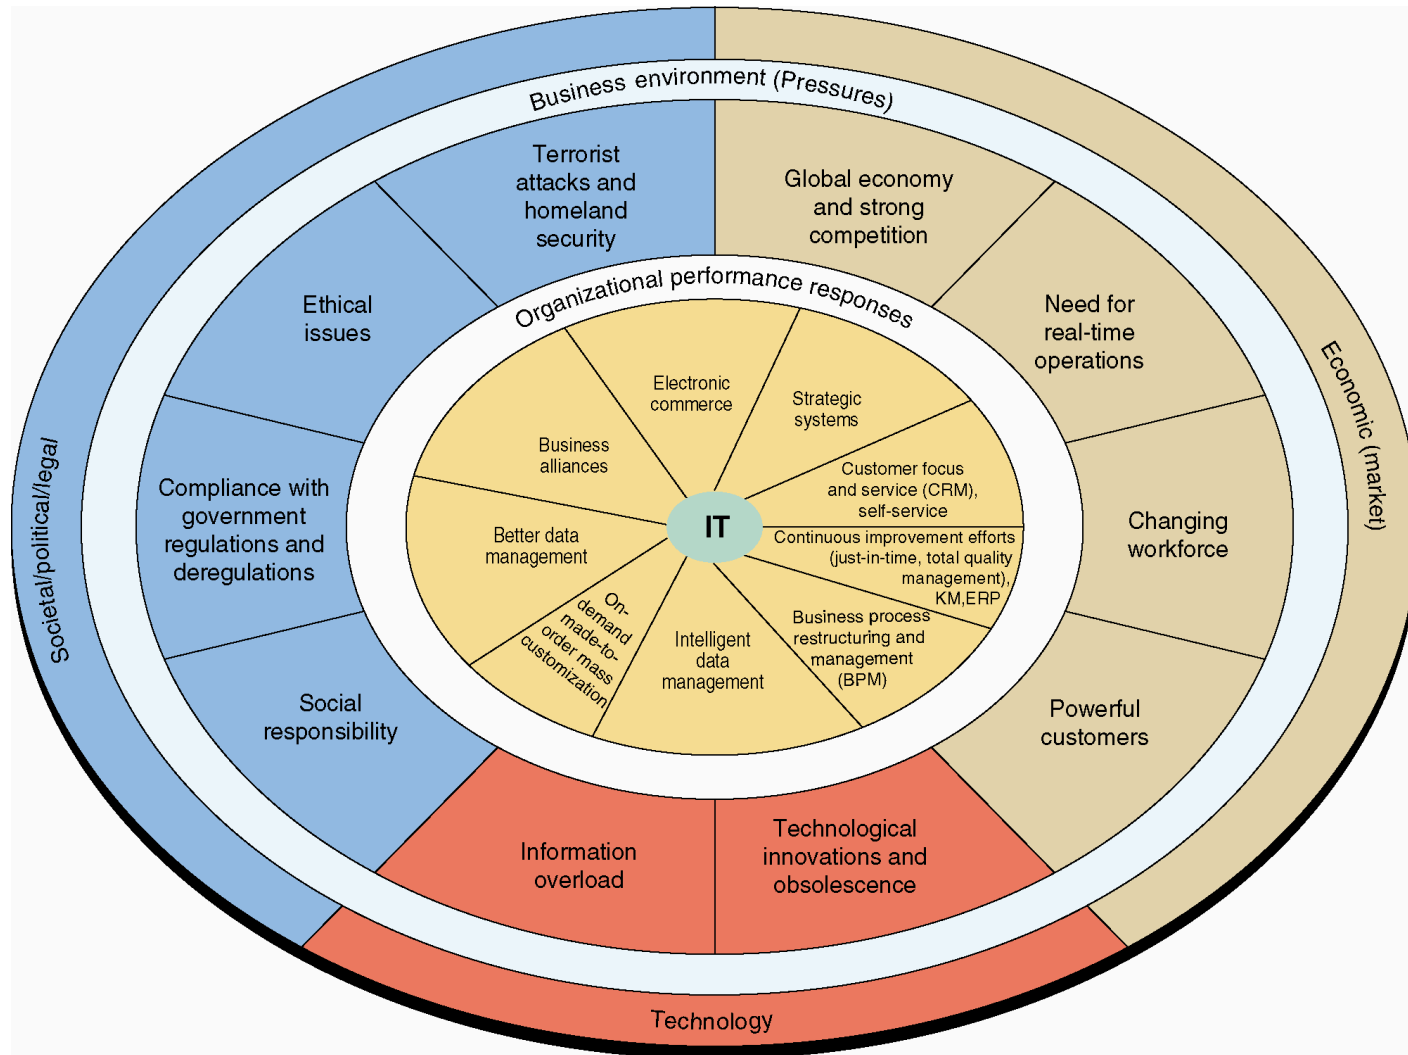 Business environment (Pressures)
Terrorist
attacks and
homeland
security
Global economy
and strong
competition
Ethical
issues
Need for
real-time
operations
Organizational performance responses
Electronic
commerce
Strategic
systems
Business
alliances
Customer focus
and service (CRM),
self-service
Societal/political/legal
Economic (market)
Compliance with
government
regulations and
deregulations
Better data
management
IT
Continuous improvement efforts
(just-in-time, total quality
management),
KM,ERP
Changing
workforce
On-
demand
made-to-
order mass
customization
Intelligent
data
management
Business process
restructuring and
management
(BPM)
Social
responsibility
Powerful
customers
Information
overload
Technological
innovations and
obsolescence
Technology